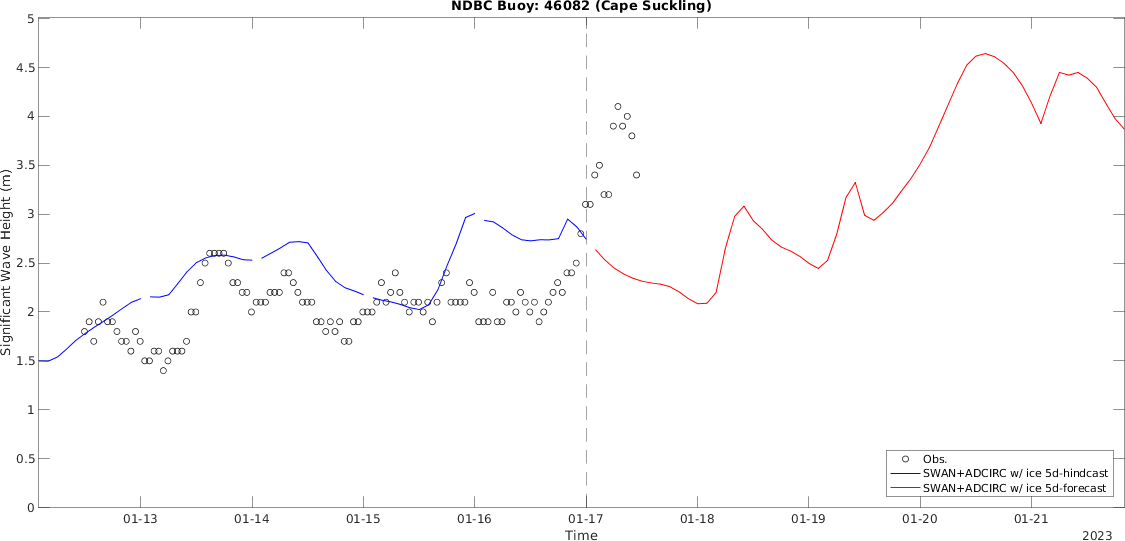 NDBC Buoy: 46082 (Cape Suckling)
5
4.5
4
3.5
3
2.5
2
1.5
1
0.5
0
Significant Wave Height (m)
Obs.
SWAN+ADCIRC w/ ice 5d-hindcast
SWAN+ADCIRC w/ ice 5d-forecast
01-13 01-14 01-15 01-16 01-17 01-18 01-19 01-20 01-21
Time
2023